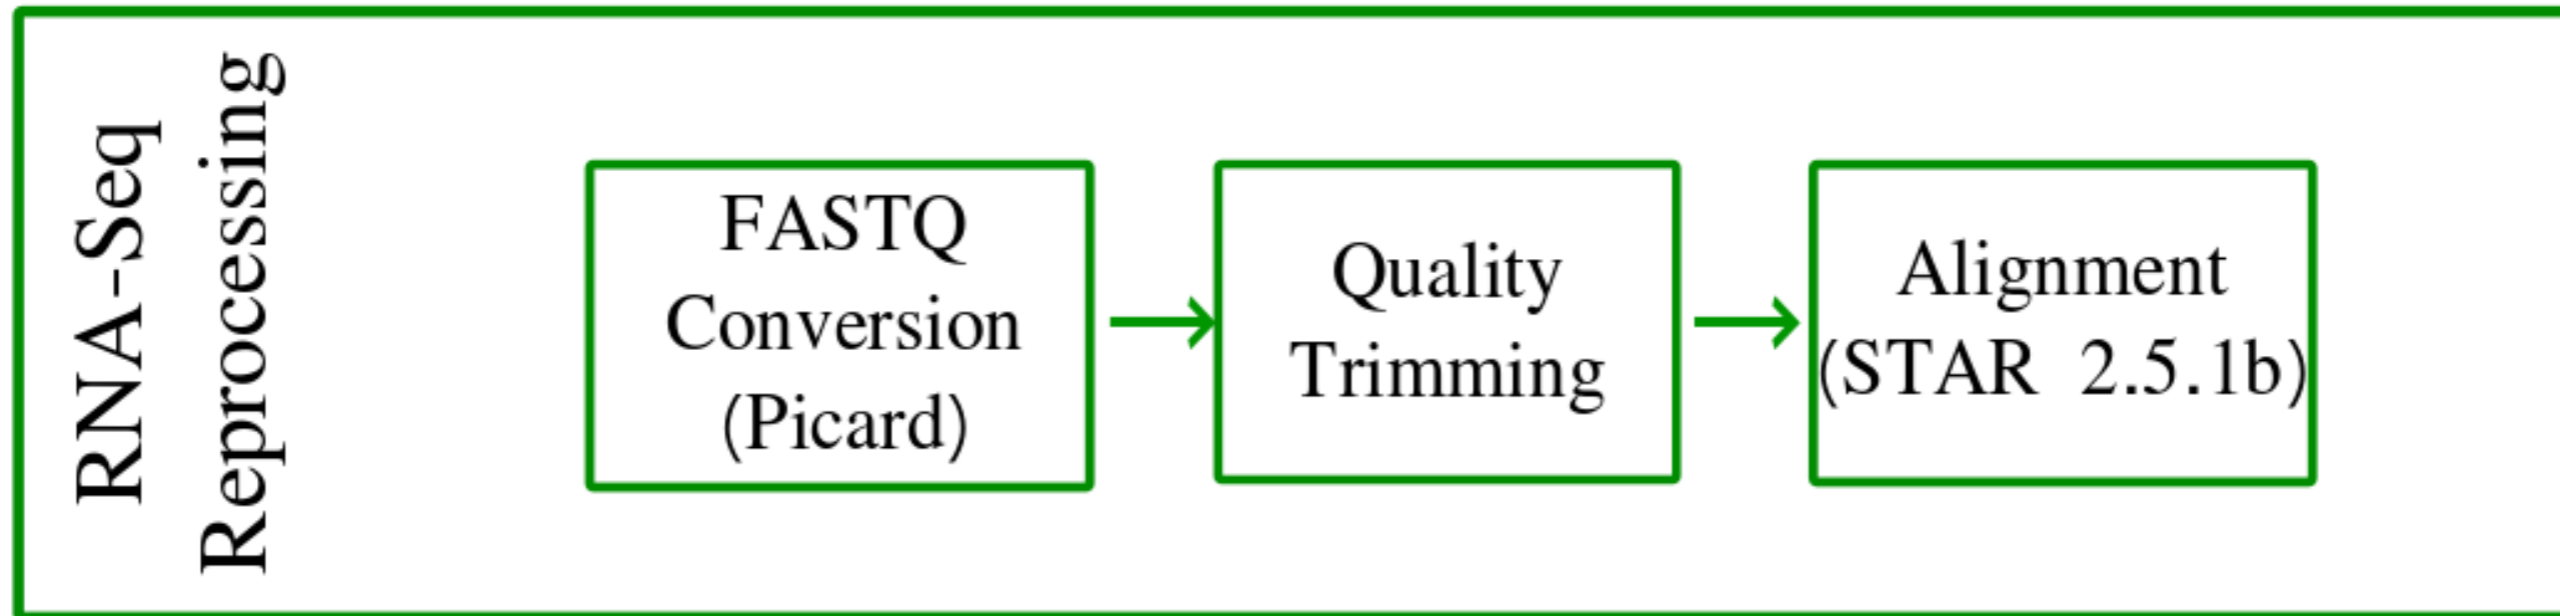 RNA-Seq
Reprocessing
FASTQ
Conversion
(Picard)
Quality
Trimming
Alignment
(STAR 2.5.1b)